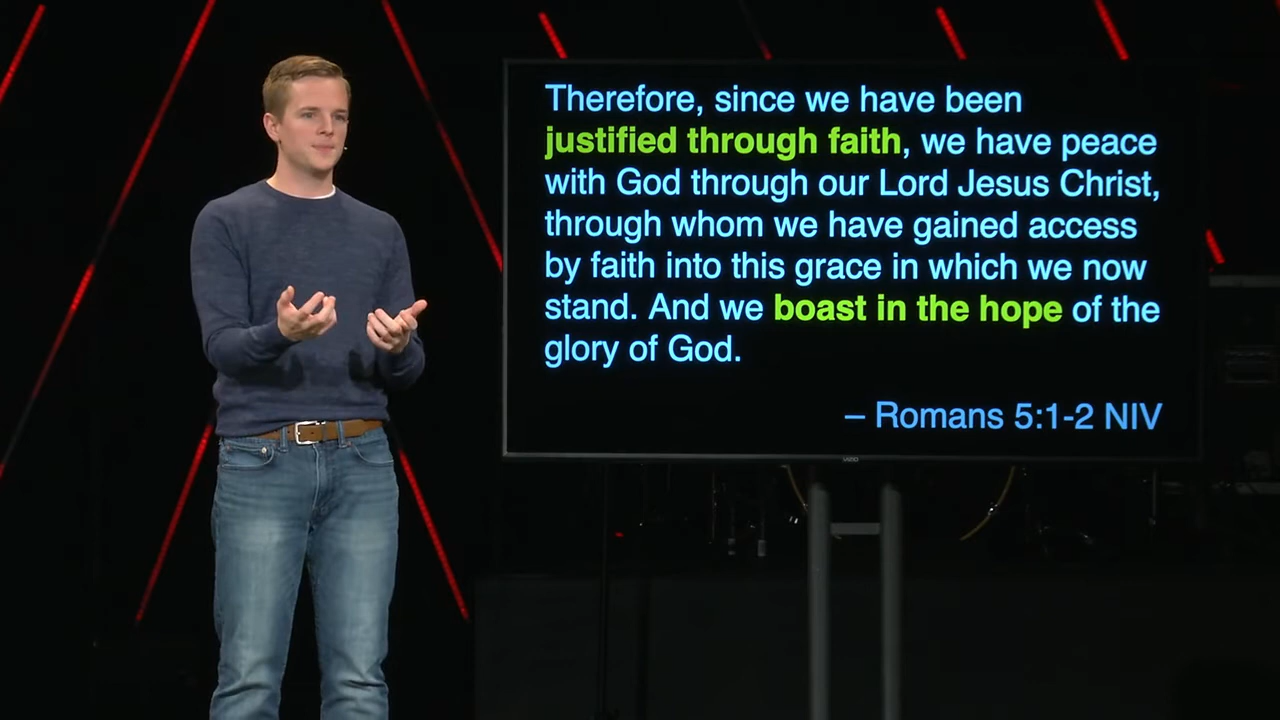 Therefore, since we have been
justified through faith, we have peace
with God through our Lord Jesus Christ,
through whom we have gained access
by faith into this grace in which we now
stand. And we boast in the hope of the
glory of God.
– Romans 5:1-2 NIV
VIZIO